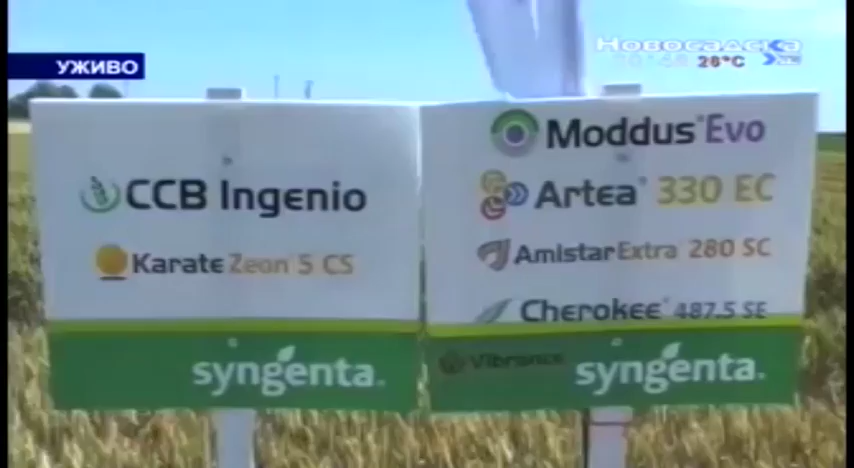 УЖИВО
Новосадска
28°C
CCB Ingenio
Karate Zeon® 5 CS
syngenta.
Moddus® Evo
Artea® 330 EC
Amistar Extra® 280 SC
Cherokee® 487.5 SE
Vibrance
syngenta.